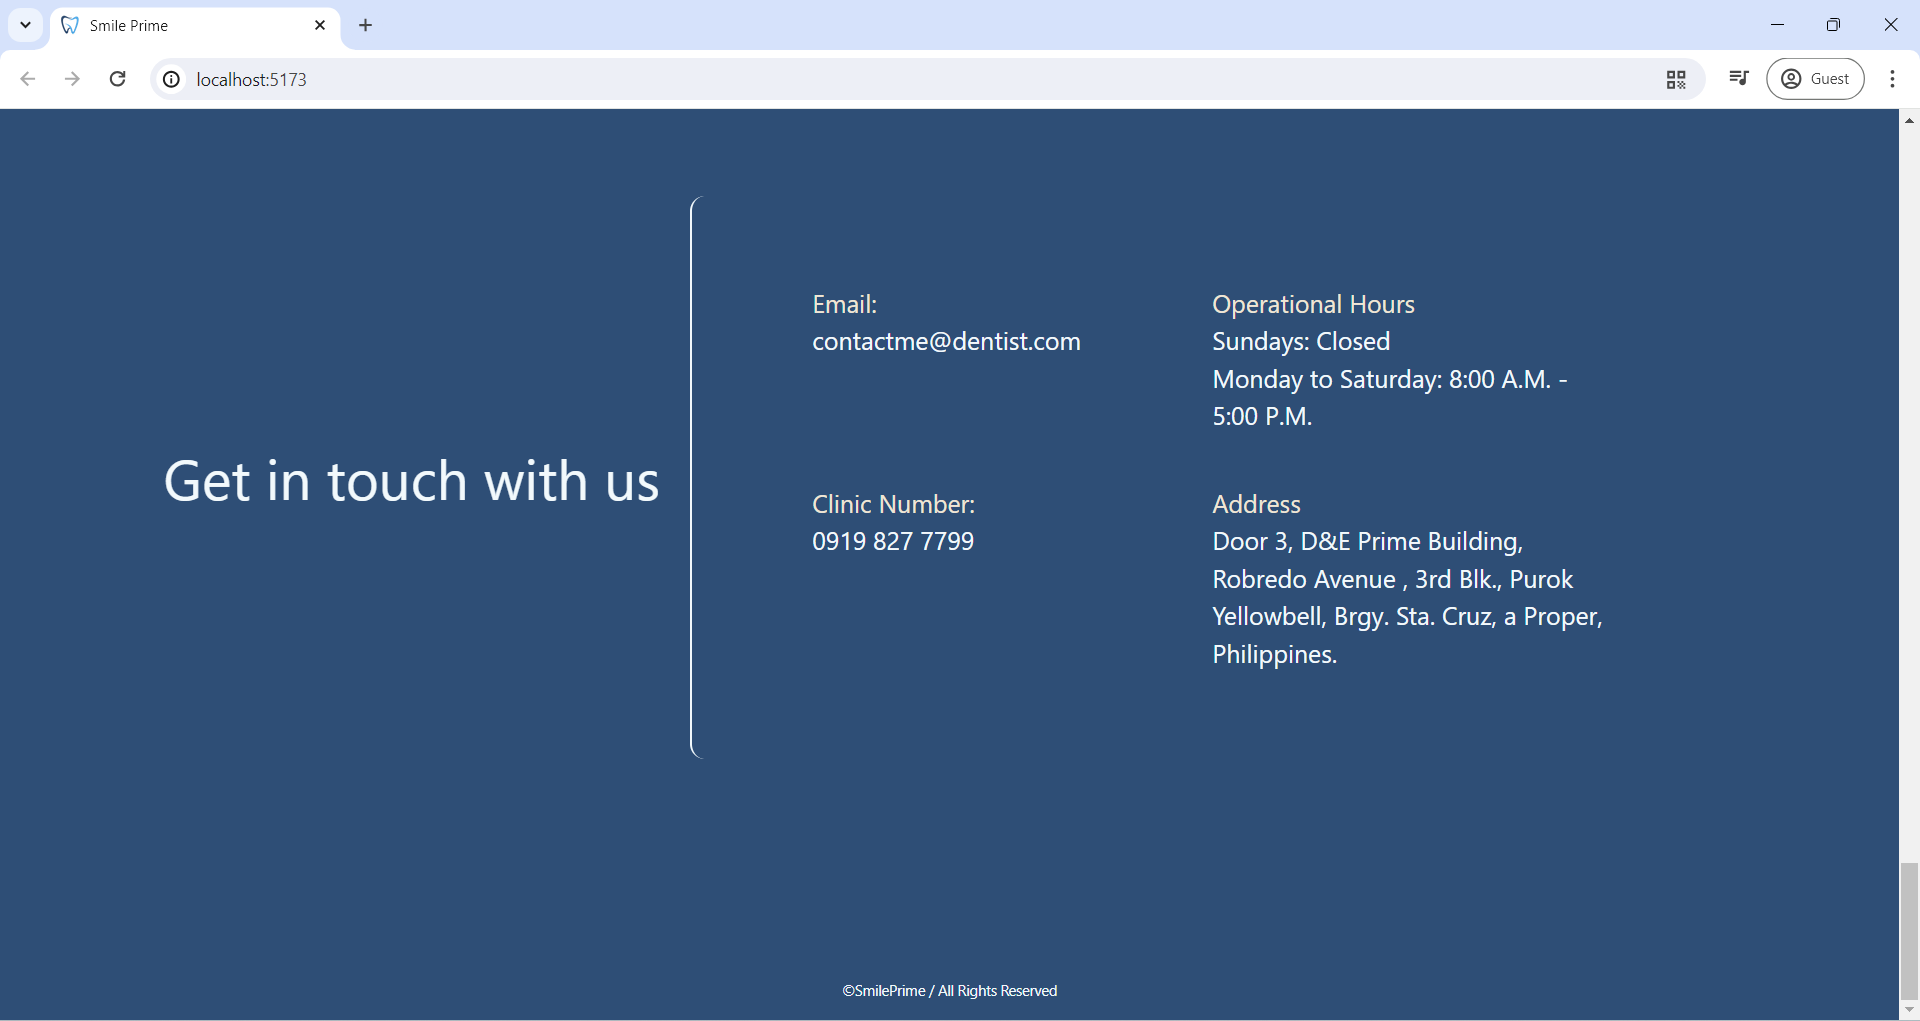 Smile Prime
localhost:5173
Guest
Get in touch with us
Email:
contactme@dentist.com
Operational Hours
Sundays: Closed
Monday to Saturday: 8:00 A.M. -
5:00 P.M.
Clinic Number:
0919 827 7799
Address
Door 3, D&E Prime Building,
Robredo Avenue , 3rd Blk., Purok
Yellowbell, Brgy. Sta. Cruz, a Proper,
Philippines.
©SmilePrime / All Rights Reserved